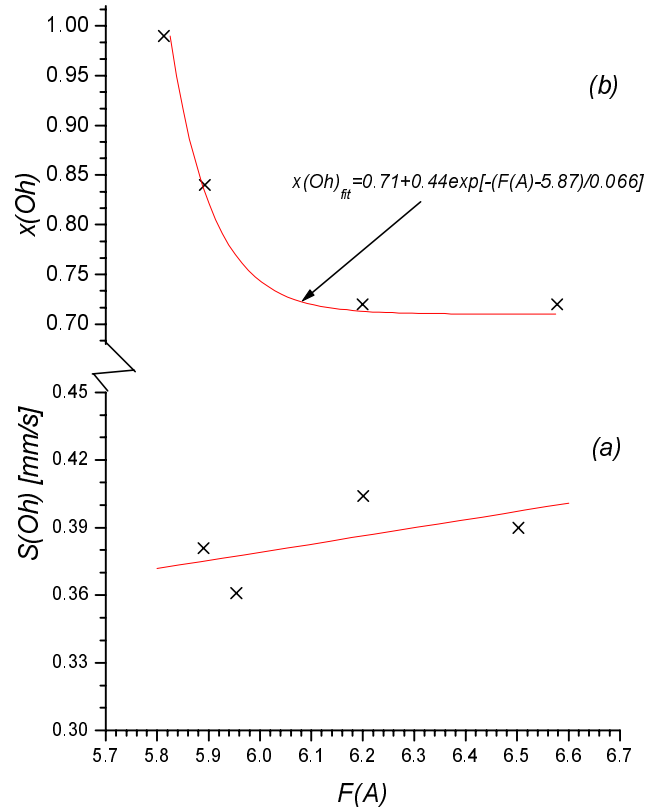 1.00
0.95
(b)
0.90
x(Oh)fit=0.71+0.44exp[-(F(A)-5.87)/0.066]
0.85
x(Oh)
0.80
0.75
0.70
0.45
(a)
0.42
S(Oh) [mm/s]
0.39
0.36
0.33
0.30
5.7 5.8 5.9 6.0 6.1 6.2 6.3 6.4 6.5 6.6 6.7
F(A)